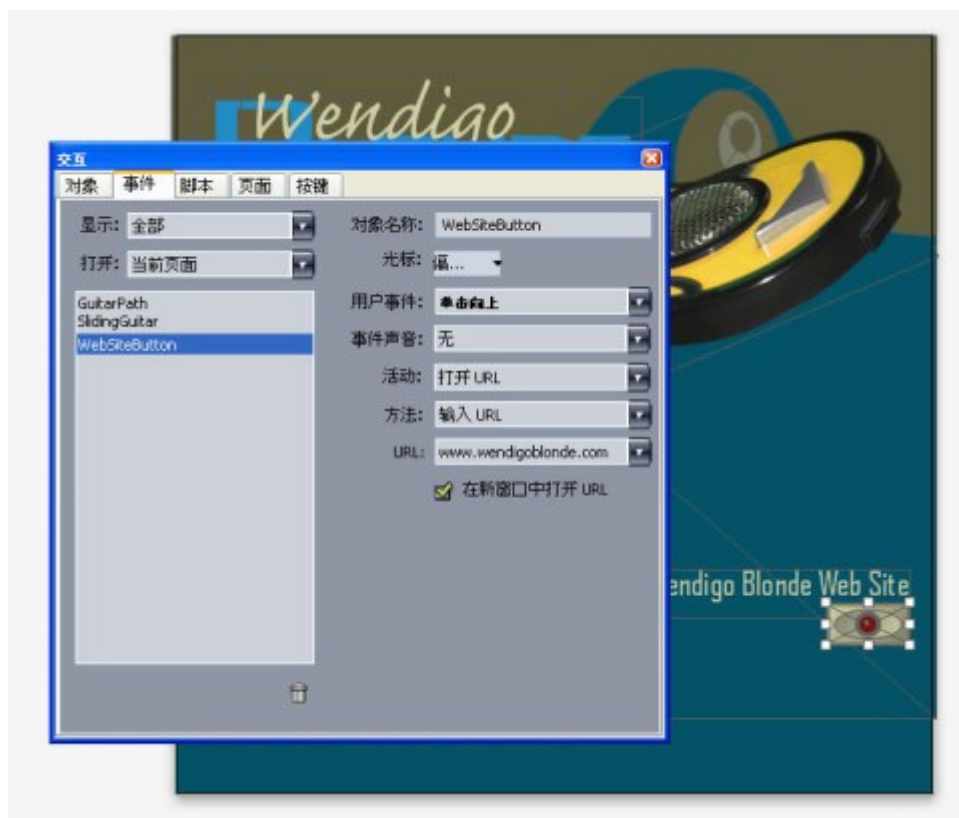 Wendigo
交互
对象 事件 脚本 页面 按键
显示: 全部
打开: 当前页面
GuitarPath
SlidingGuitar
WebSiteButton
对象名称: WebSiteButton
光标: ...
用户事件: 单击向上
事件声音: 无
活动: 打开 URL
方法: 输入 URL
URL: www.wendigoblonde.com
在新窗口中打开 URL
endigo Blonde Web Site